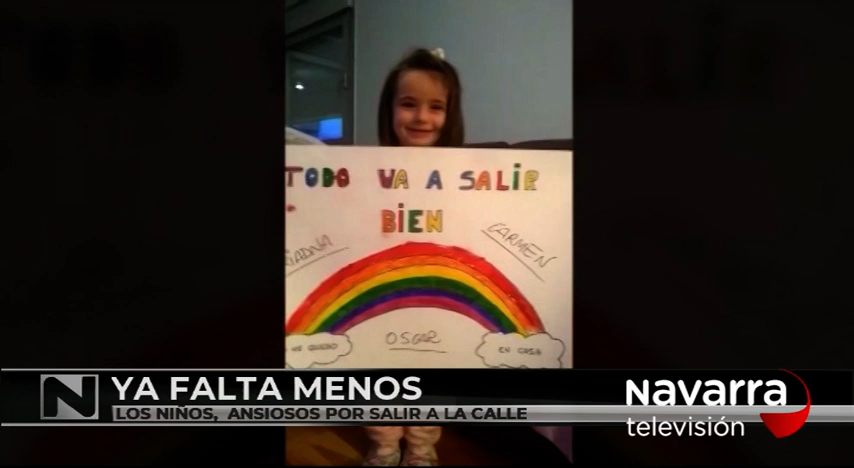 TODO VA A SALIR
BIEN
CARMEN
OSCAR
ME QUEDO
EN CASA
N
YA FALTA MENOS
LOS NIÑOS, ANSIOSOS POR SALIR A LA CALLE
Navarra
televisión